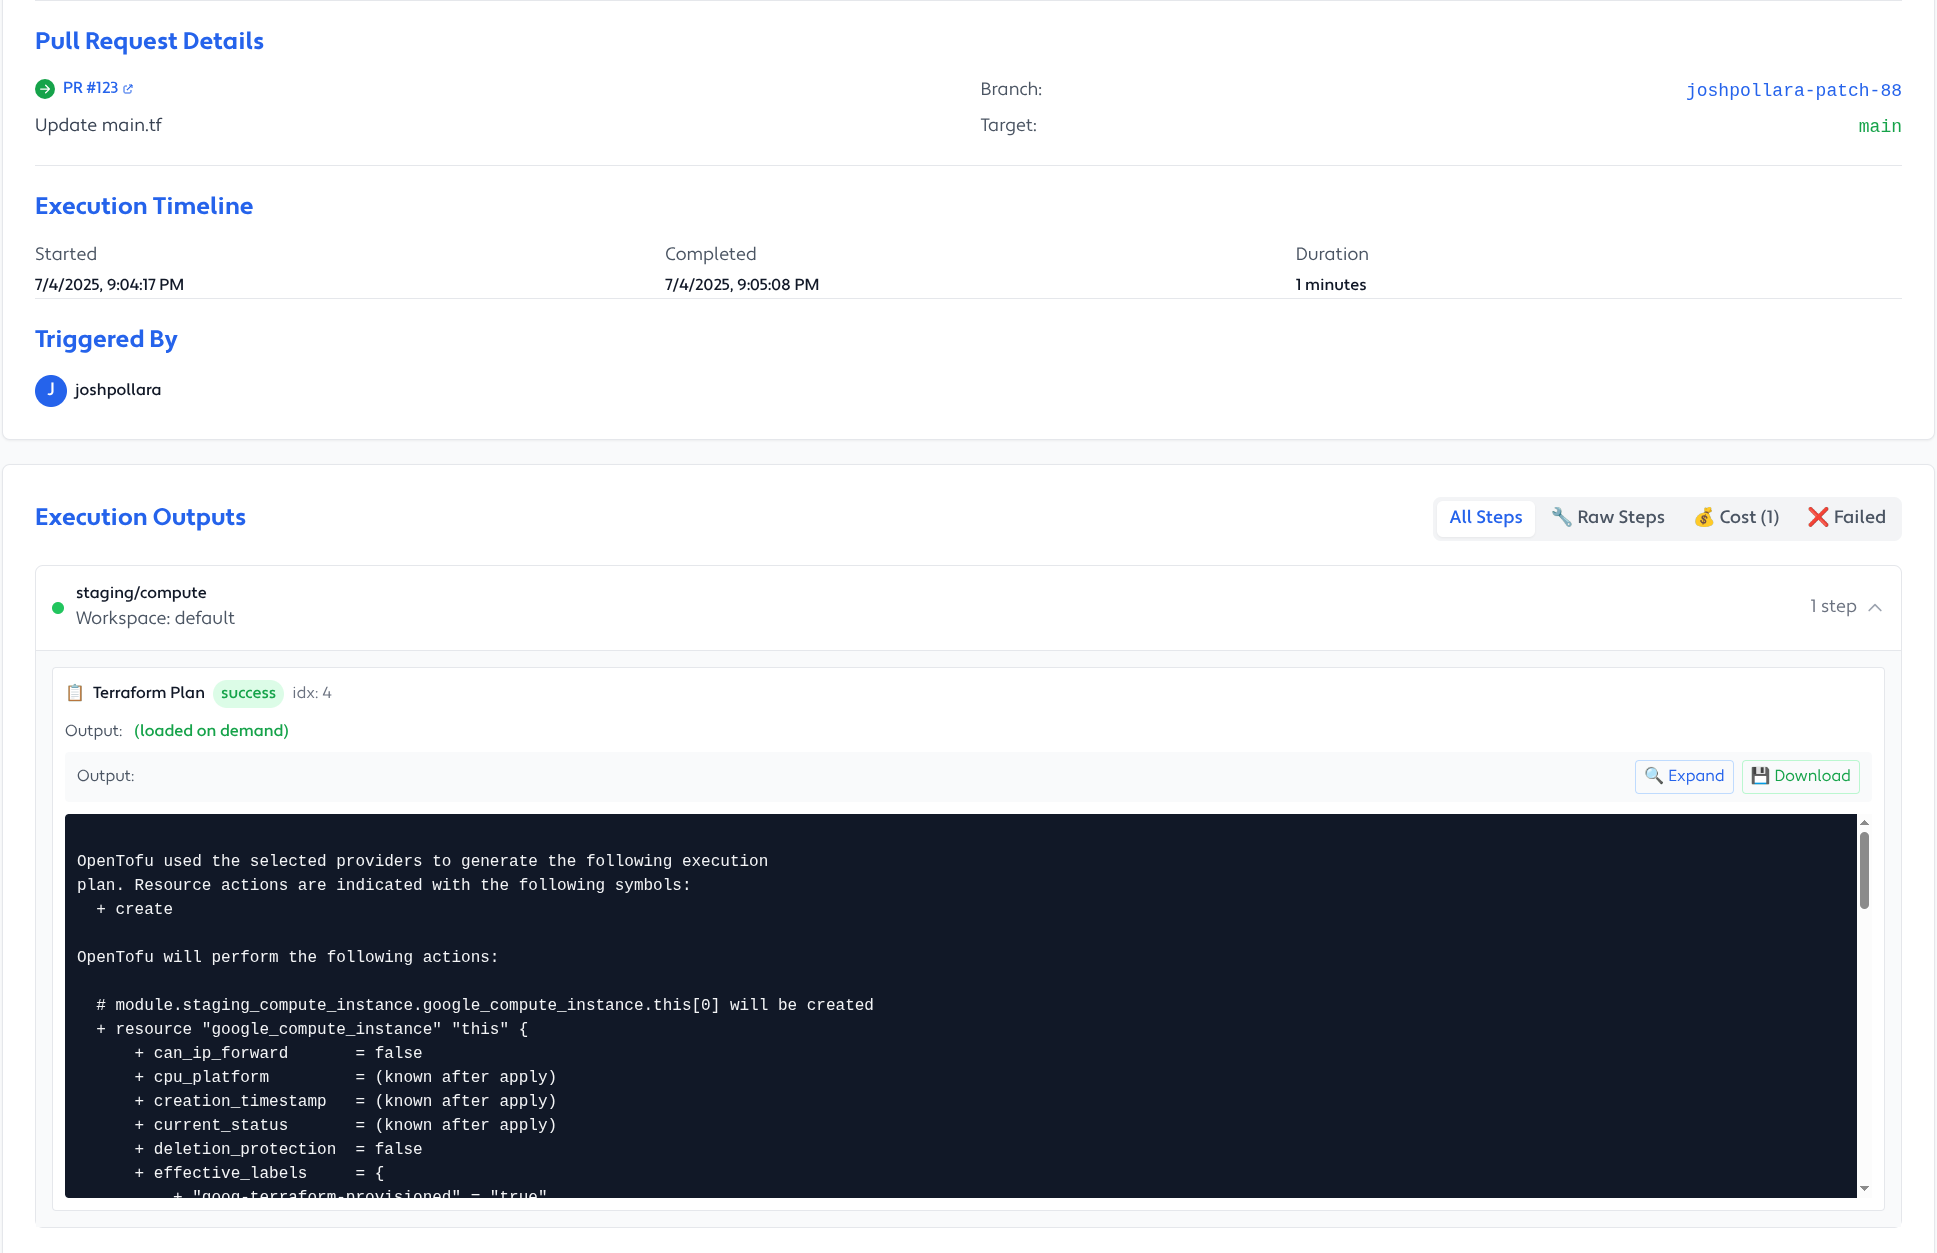 Pull Request Details
PR #123
Branch: joshpollara-patch-88
Update main.tf
Target: main
Execution Timeline
Started
Completed
Duration
7/4/2025, 9:04:17 PM
7/4/2025, 9:05:08 PM
1 minutes
Triggered By
J joshpollara
Execution Outputs
All Steps
Raw Steps
Cost (1)
Failed
staging/compute
Workspace: default
1 step
Terraform Plan success idx: 4
Output: (loaded on demand)
Output:
Expand
Download
OpenTofu used the selected providers to generate the following execution
plan. Resource actions are indicated with the following symbols:
  + create
OpenTofu will perform the following actions:
  # module.staging_compute_instance.google_compute_instance.this[0] will be created
  + resource "google_compute_instance" "this" {
      + can_ip_forward       = false
      + cpu_platform         = (known after apply)
      + creation_timestamp   = (known after apply)
      + current_status       = (known after apply)
      + deletion_protection  = false
      + effective_labels     = {
          + "goog-terraform-provisioned" = "true"